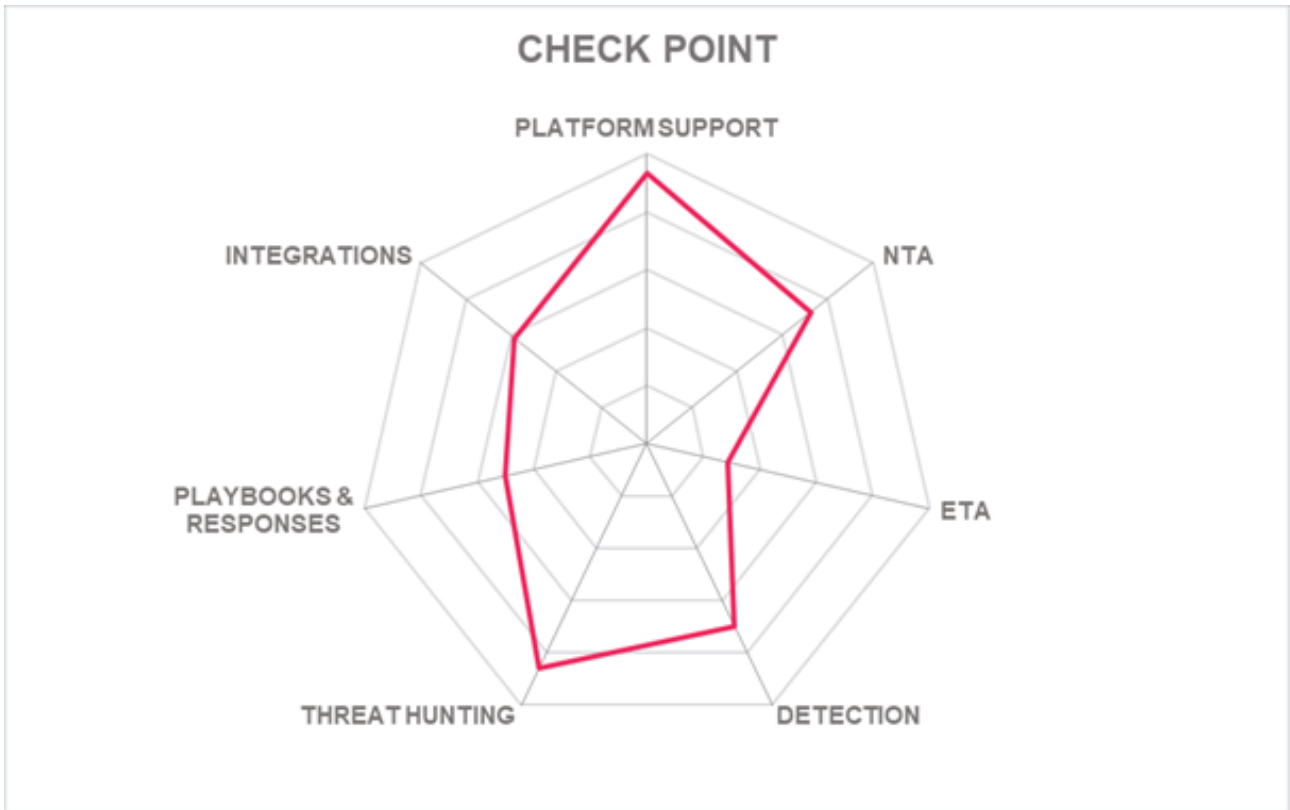 CHECK POINT
PLATFORM SUPPORT
INTEGRATIONS
NTA
PLAYBOOKS &
RESPONSES
ETA
THREAT HUNTING
DETECTION